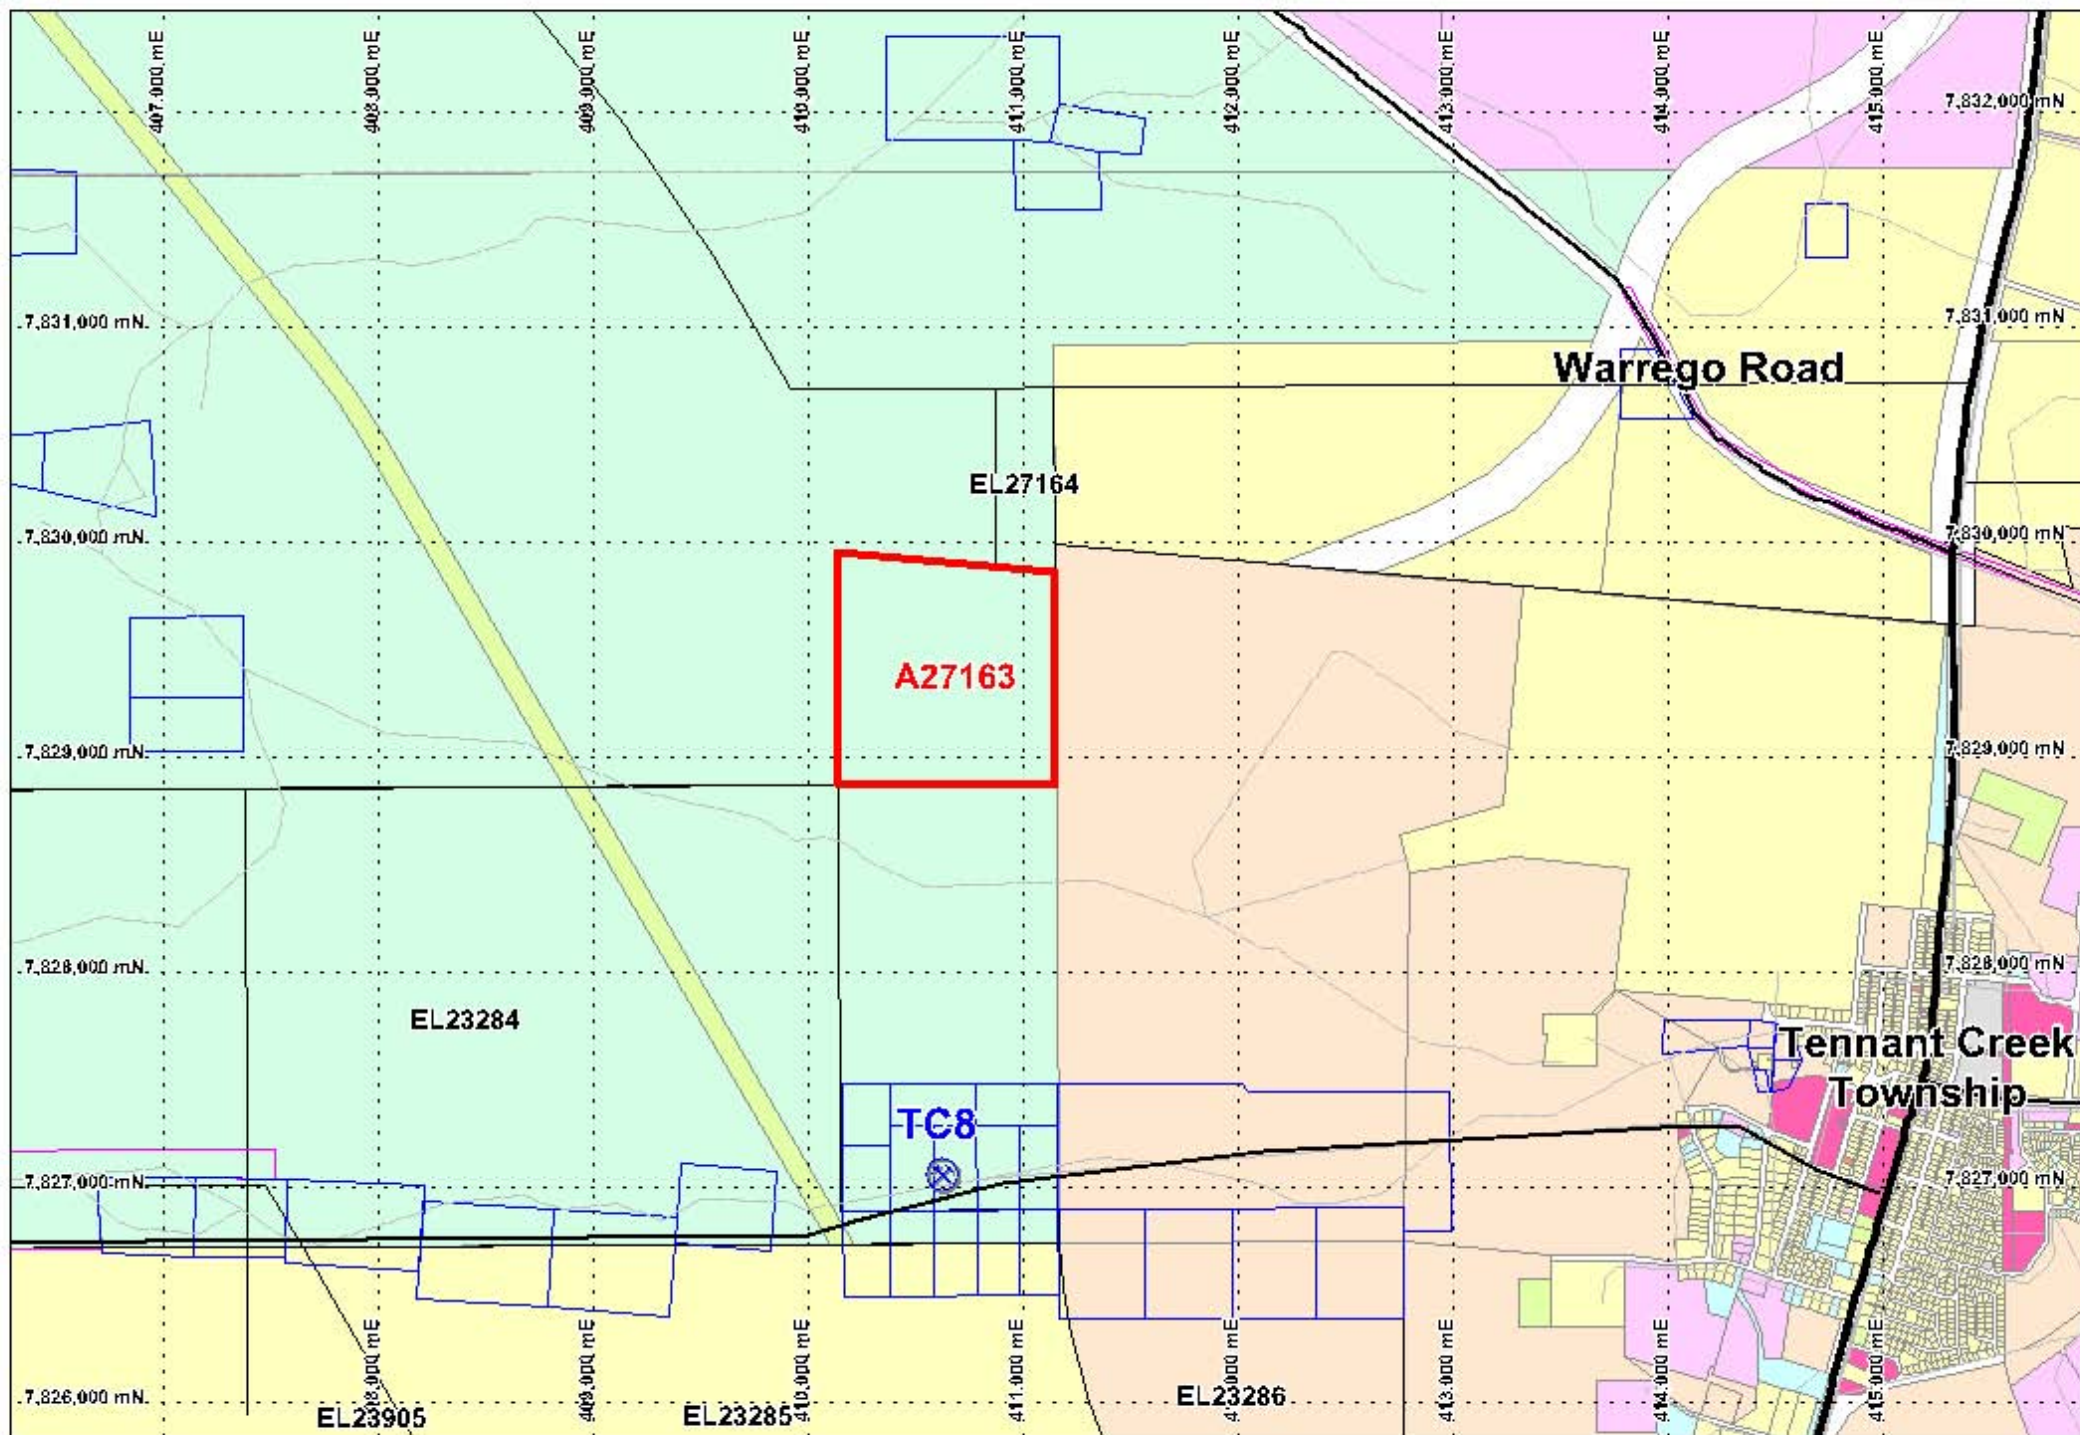 407,000 mE
408,000 mE
409,000 mE
410,000 mE
411,000 mE
412,000 mE
413,000 mE
414,000 mE
415,000 mE
7,832,000 mN
7,831,000 mN
7,831,000 mN
Warrego Road
EL27164
7,830,000 mN
7,830,000 mN
A27163
7,829,000 mN
7,829,000 mN
7,828,000 mN
7,828,000 mN
EL23284
Tennant Creek
Township
TC8
7,827,000 mN
7,827,000 mN
408,000 mE
409,000 mE
410,000 mE
411,000 mE
412,000 mE
413,000 mE
414,000 mE
415,000 mE
7,826,000 mN
7,826,000 mN
EL23905
EL23285
EL23286